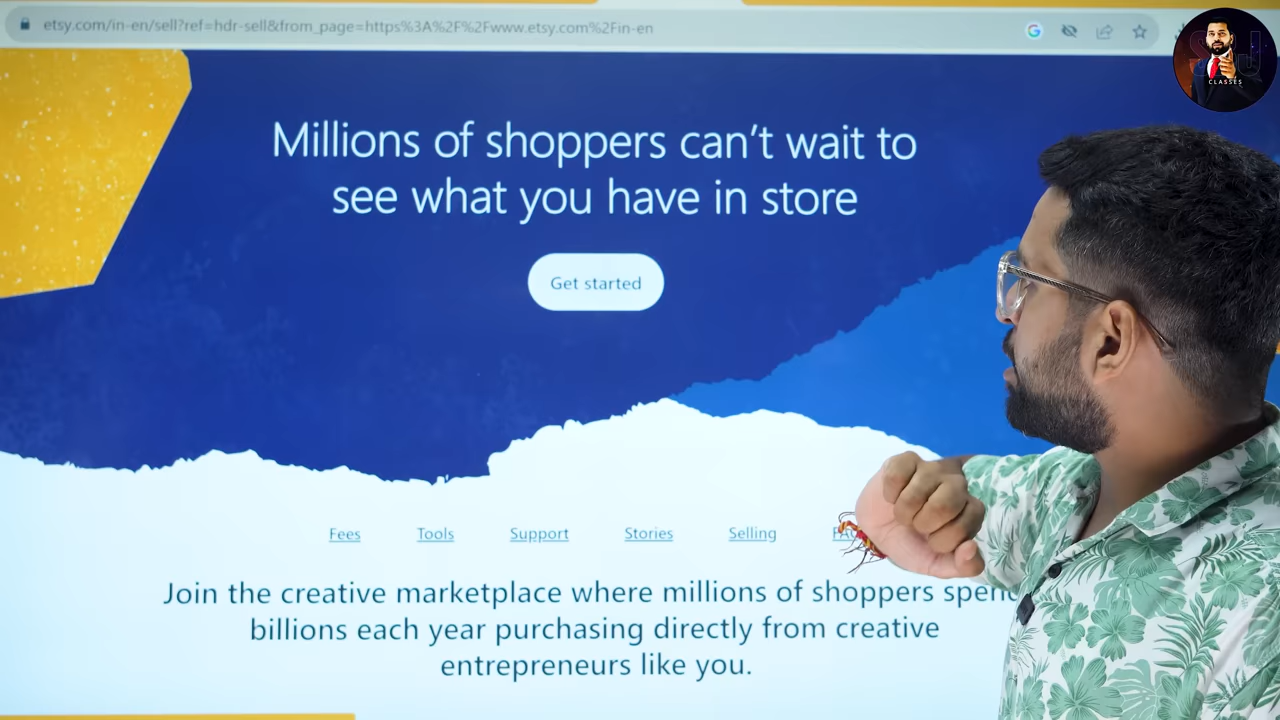 etsy.com/in-en/sell?ref=hdr-sell&from_page=https%3A%2F%2Fwww.etsy.com%2Fin-en
CLASSES
Millions of shoppers can't wait to
see what you have in store
Get started
Fees Tools Support Stories Selling
Join the creative marketplace where millions of shoppers
billions each year purchasing directly from creative
entrepreneurs like you.